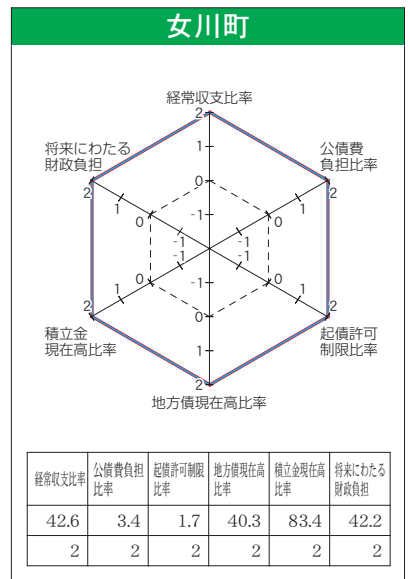 女川町
経常収支比率
2
1
0
-1
-1
-1
-1
-1
-1
0
1
2
将来にわたる
財政負担
2
1
0
公債費
負担比率
2
1
0
積立金
現在高比率
2
1
0
起債許可
制限比率
2
1
0
地方債現在高比率
経常収支比率 公債費負担比率 起債許可制限比率 地方債現在高比率 積立金現在高比率 将来にわたる財政負担
42.6 3.4 1.7 40.3 83.4 42.2
2 2 2 2 2 2